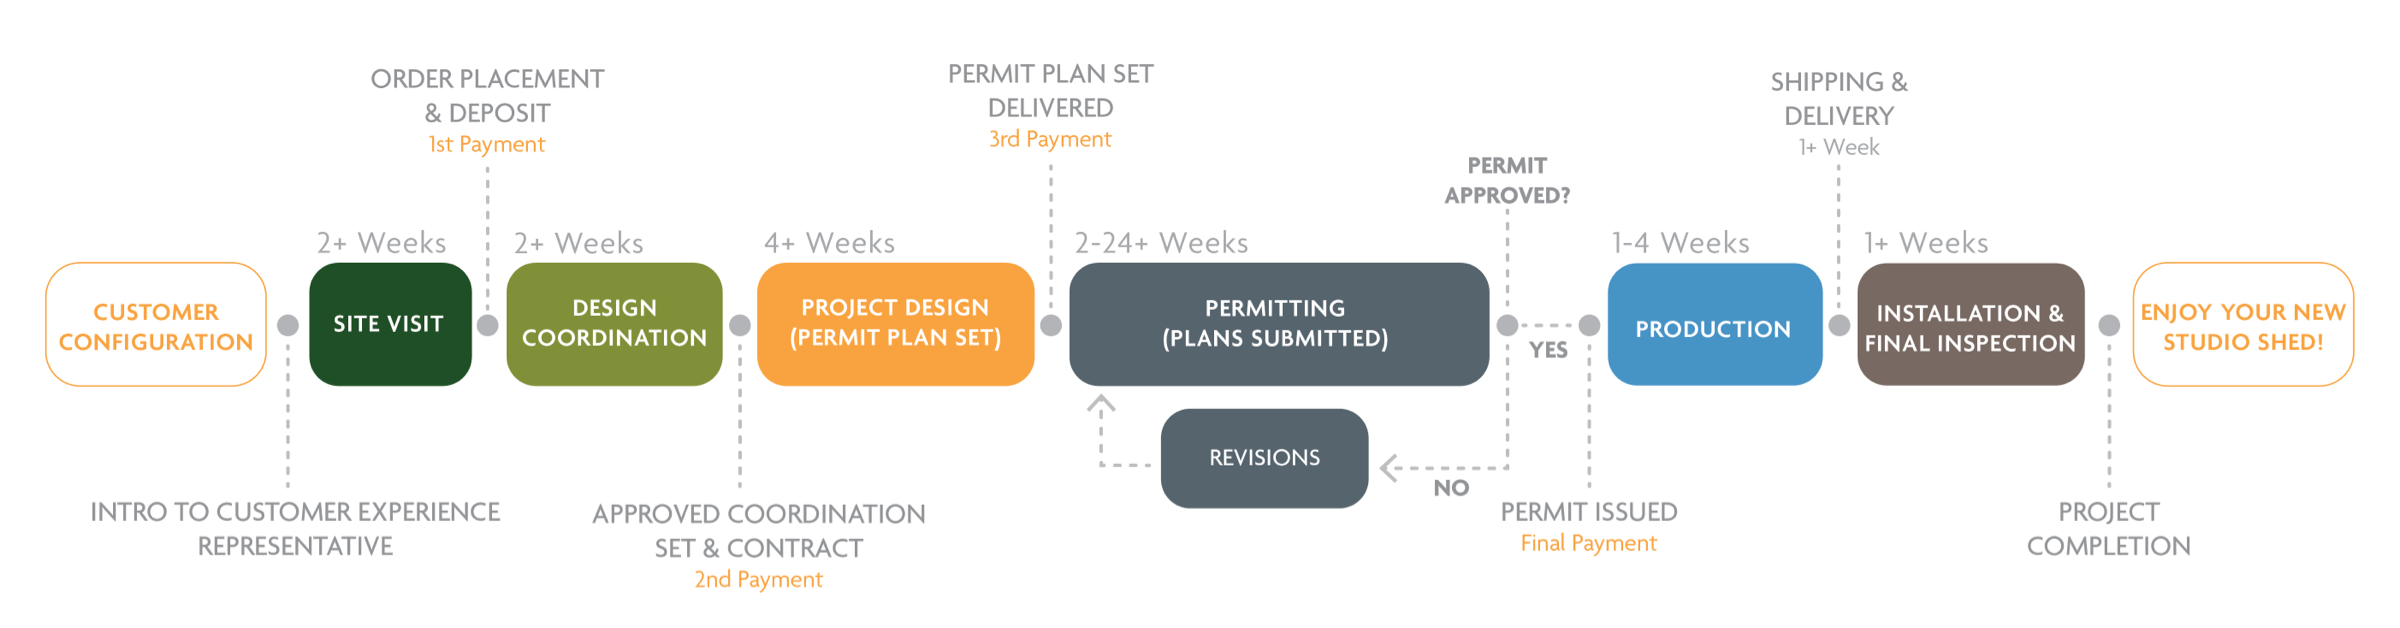 ORDER PLACEMENT
& DEPOSIT
1st Payment
PERMIT PLAN SET
DELIVERED
3rd Payment
SHIPPING &
DELIVERY
1+ Week
PERMIT
APPROVED?
2+ Weeks
2+ Weeks
4+ Weeks
2-24+ Weeks
1-4 Weeks
1+ Weeks
CUSTOMER
CONFIGURATION
SITE VISIT
DESIGN
COORDINATION
PROJECT DESIGN
(PERMIT PLAN SET)
PERMITTING
(PLANS SUBMITTED)
YES
PRODUCTION
INSTALLATION &
FINAL INSPECTION
ENJOY YOUR NEW
STUDIO SHED!
REVISIONS
NO
INTRO TO CUSTOMER EXPERIENCE
REPRESENTATIVE
APPROVED COORDINATION
SET & CONTRACT
2nd Payment
PERMIT ISSUED
Final Payment
PROJECT
COMPLETION